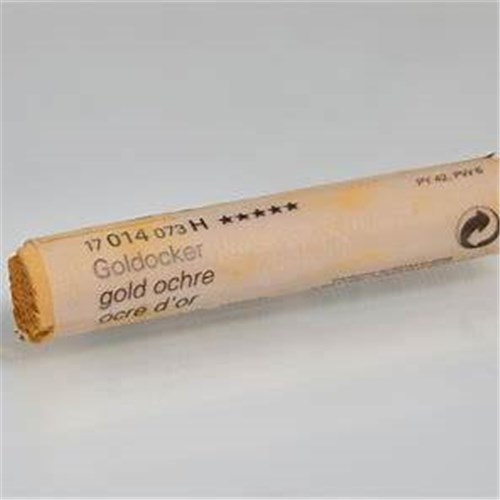 17 014 073 H ★★★★★
Goldocker
gold ochre
ocre d'or
PY 42, PW 6